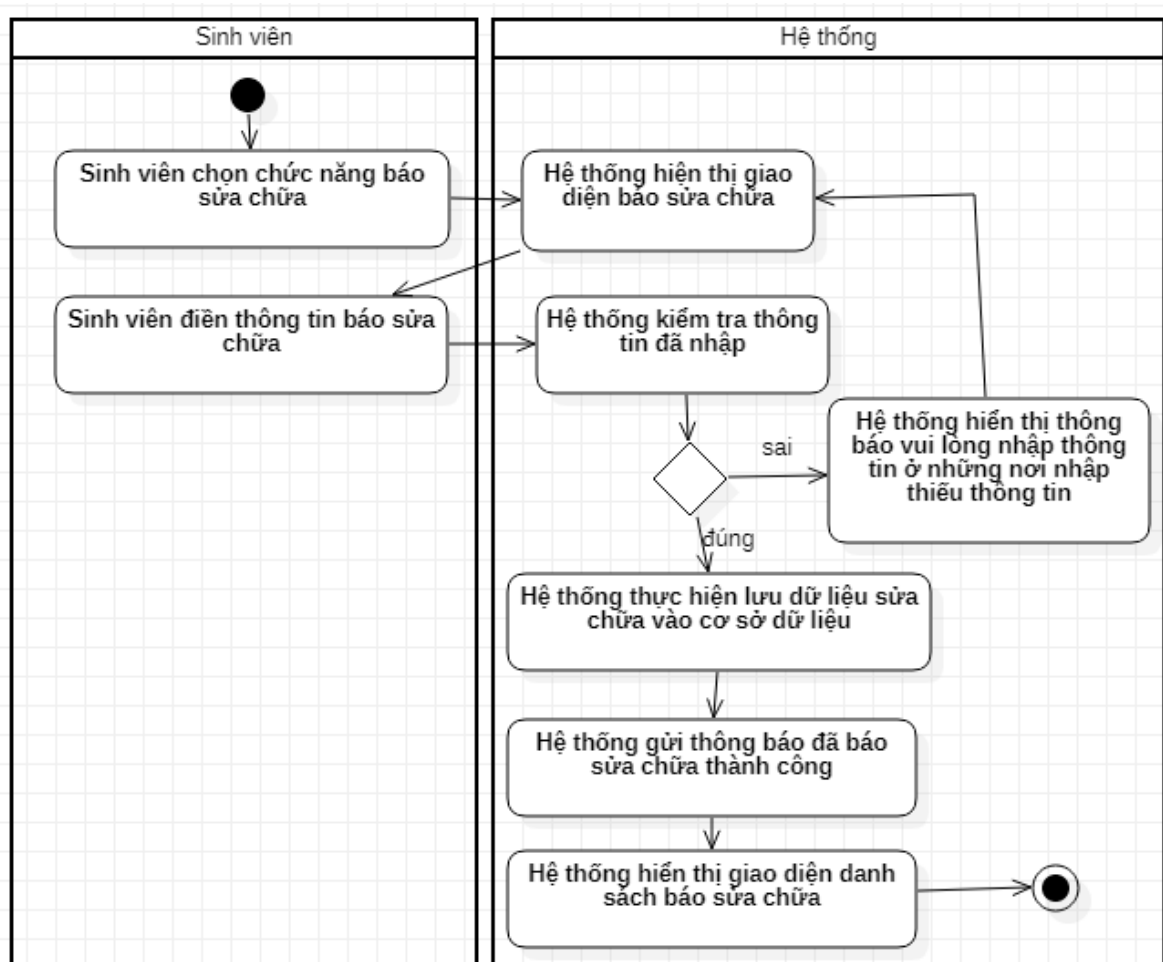 Sinh viên
Hệ thống
Sinh viên chọn chức năng báo
sửa chữa
Hệ thống hiện thị giao
diện báo sửa chữa
Sinh viên điền thông tin báo sửa
chữa
Hệ thống kiểm tra thông
tin đã nhập
sai
Hệ thống hiển thị thông
báo vui lòng nhập thông
tin ở những nơi nhập
thiếu thông tin
đúng
Hệ thống thực hiện lưu dữ liệu sửa
chữa vào cơ sở dữ liệu
Hệ thống gửi thông báo đã báo
sửa chữa thành công
Hệ thống hiển thị giao diện danh
sách báo sửa chữa